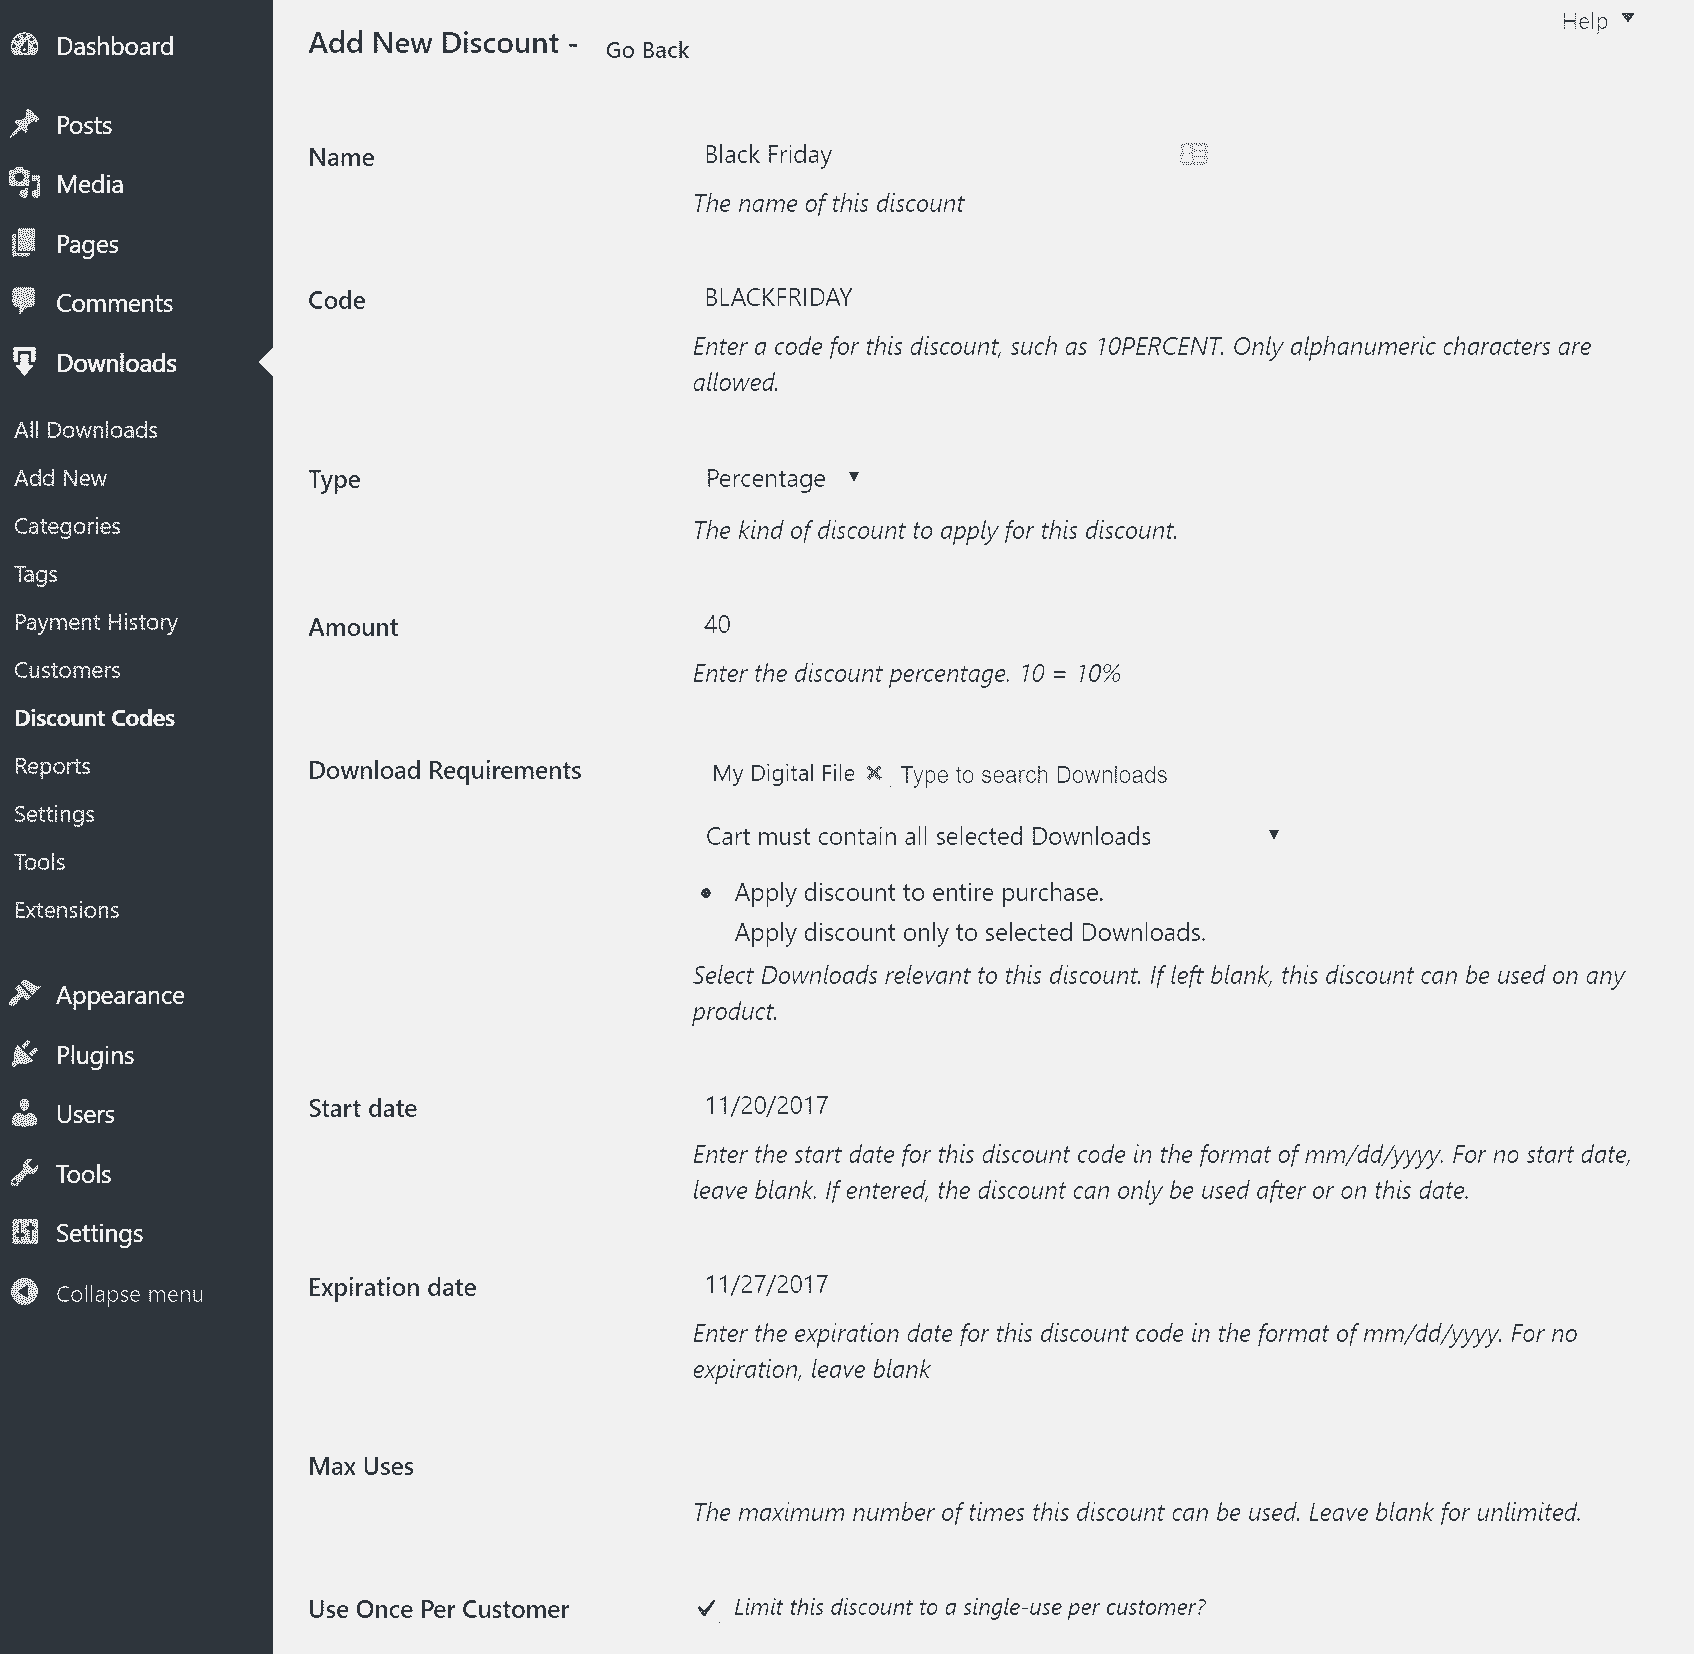 Dashboard
Posts
Media
Pages
Comments
Downloads
All Downloads
Add New
Categories
Tags
Payment History
Customers
Discount Codes
Reports
Settings
Tools
Extensions
Appearance
Plugins
Users
Tools
Settings
Collapse menu
Help
Add New Discount - Go Back
Name
Black Friday
The name of this discount
Code
BLACKFRIDAY
Enter a code for this discount, such as 10PERCENT. Only alphanumeric characters are
allowed.
Type
Percentage
The kind of discount to apply for this discount.
Amount
40
Enter the discount percentage. 10 = 10%
Download Requirements
My Digital File Type to search Downloads
Cart must contain all selected Downloads
Apply discount to entire purchase.
Apply discount only to selected Downloads.
Select Downloads relevant to this discount. If left blank, this discount can be used on any
product.
Start date
11/20/2017
Enter the start date for this discount code in the format of mm/dd/yyyy. For no start date,
leave blank. If entered, the discount can only be used after or on this date.
Expiration date
11/27/2017
Enter the expiration date for this discount code in the format of mm/dd/yyyy. For no
expiration, leave blank
Max Uses
The maximum number of times this discount can be used. Leave blank for unlimited.
Use Once Per Customer
Limit this discount to a single-use per customer?